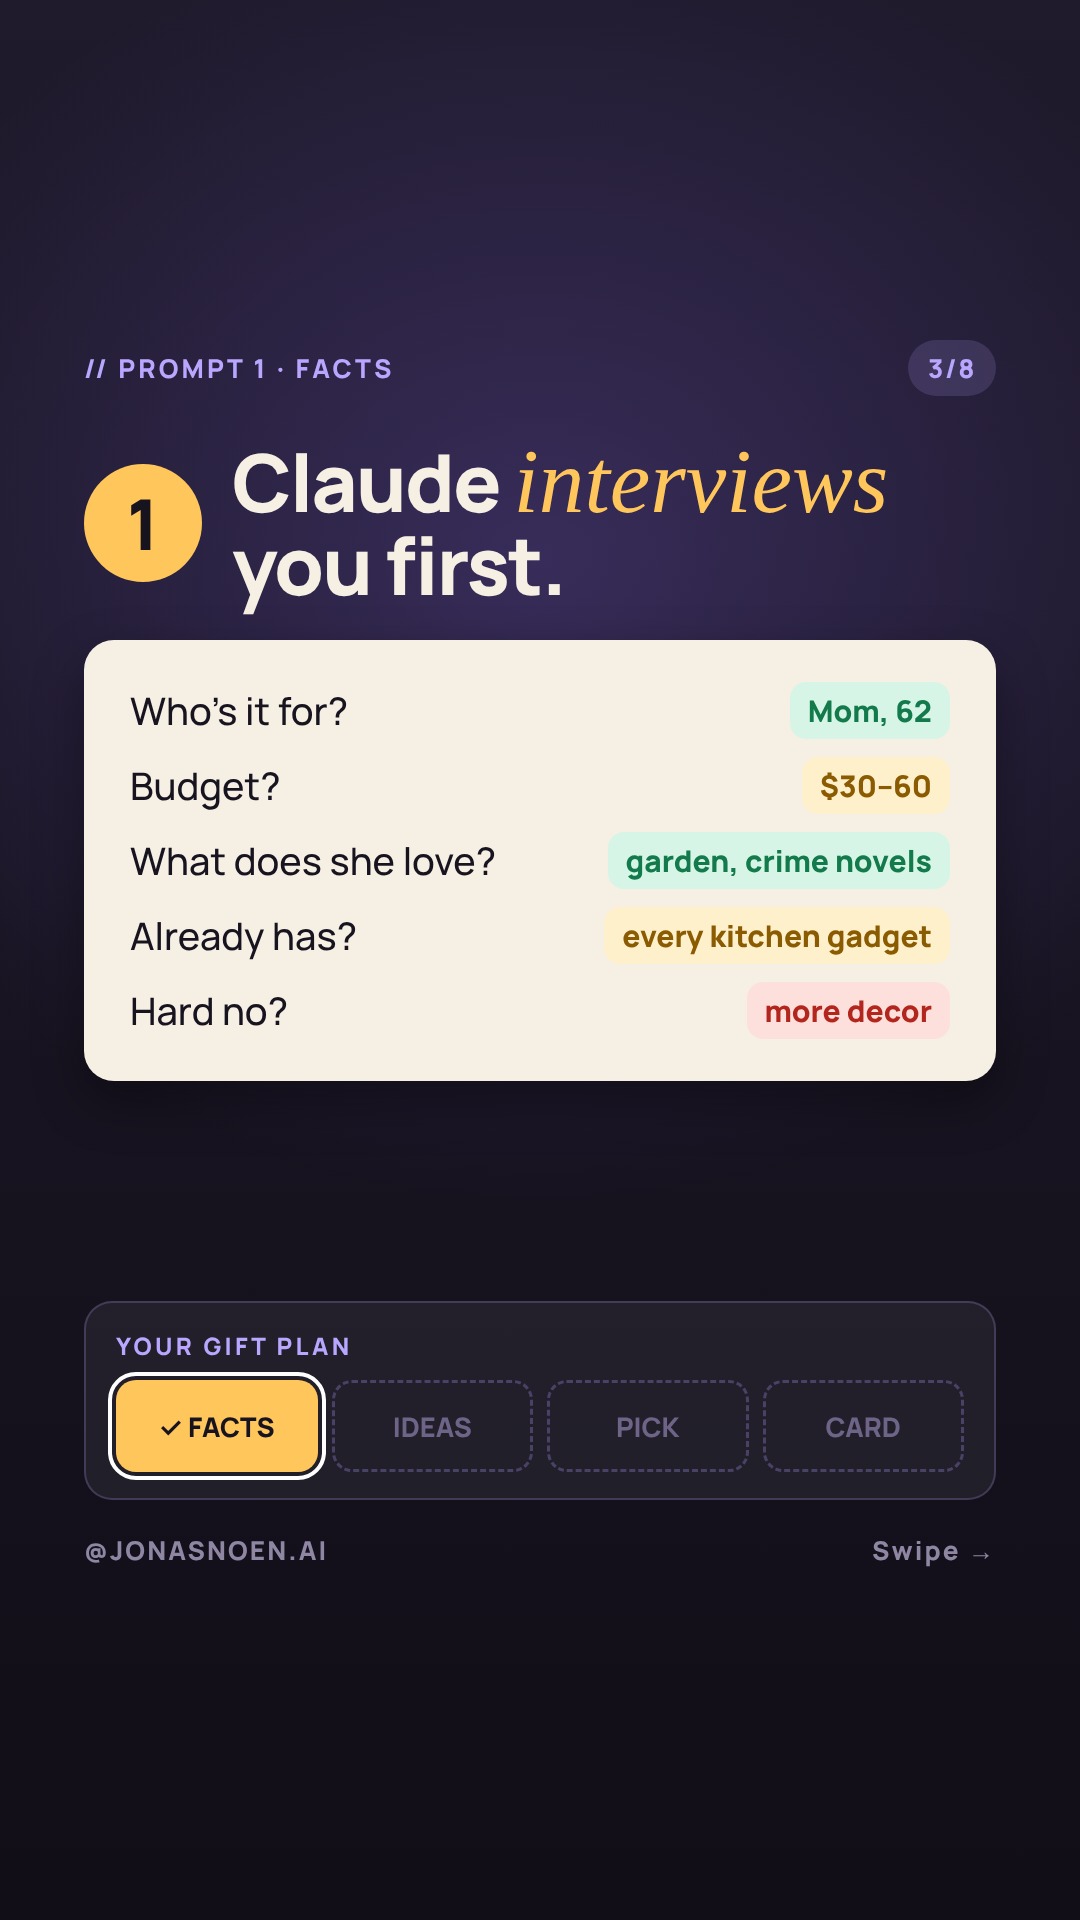 // PROMPT 1 · FACTS
3/8
1
Claude interviews
you first.
Who’s it for?
Mom, 62
Budget?
$30–60
What does she love?
garden, crime novels
Already has?
every kitchen gadget
Hard no?
more decor
YOUR GIFT PLAN
✓ FACTS
IDEAS
PICK
CARD
@JONASNOEN.AI
Swipe →